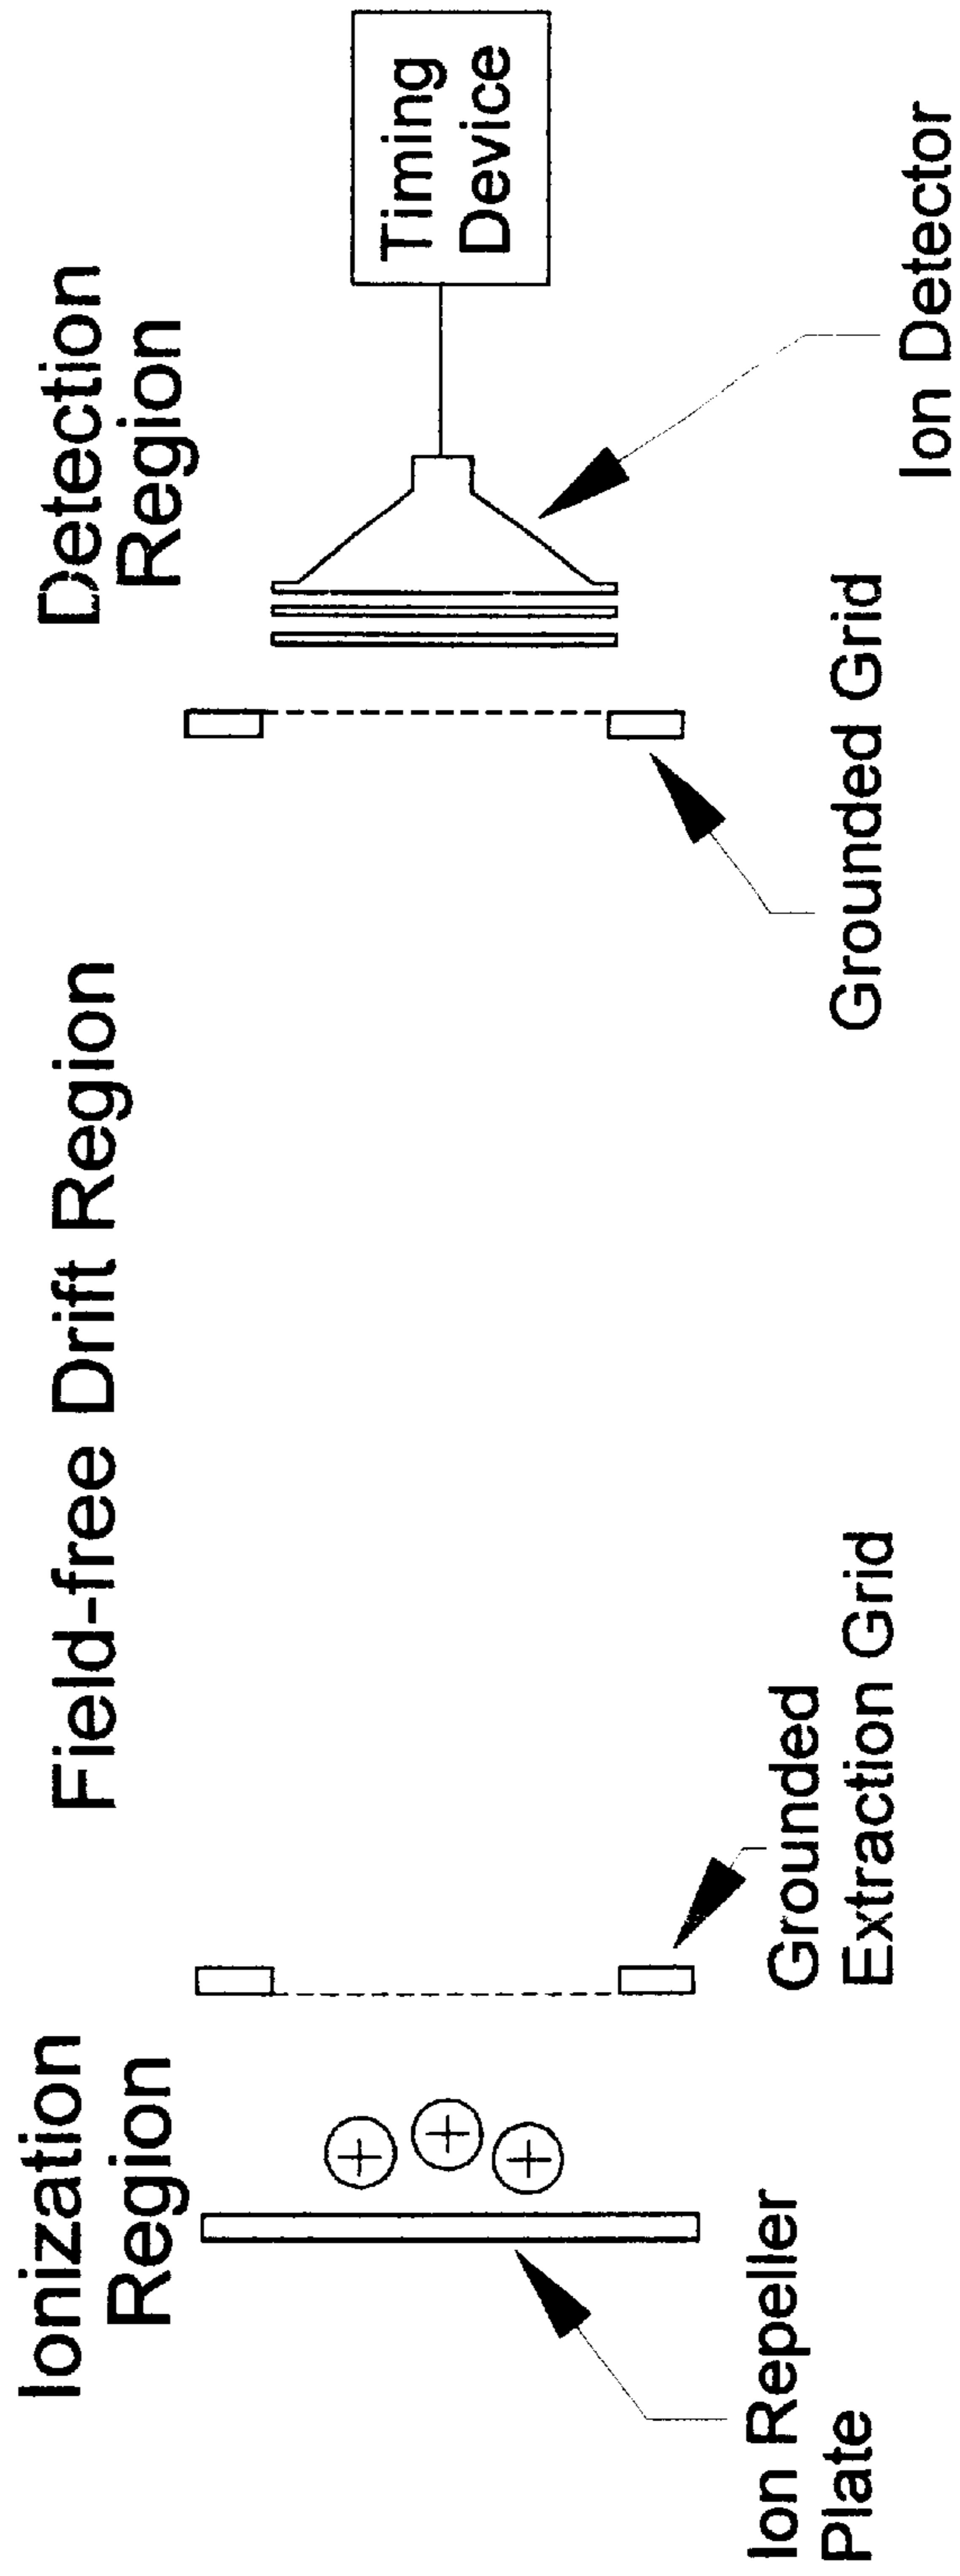 Ionization
Region
Field-free Drift Region
Detection
Region
Timing
Device
Ion Repeller
Plate
Grounded
Extraction Grid
Grounded Grid
Ion Detector